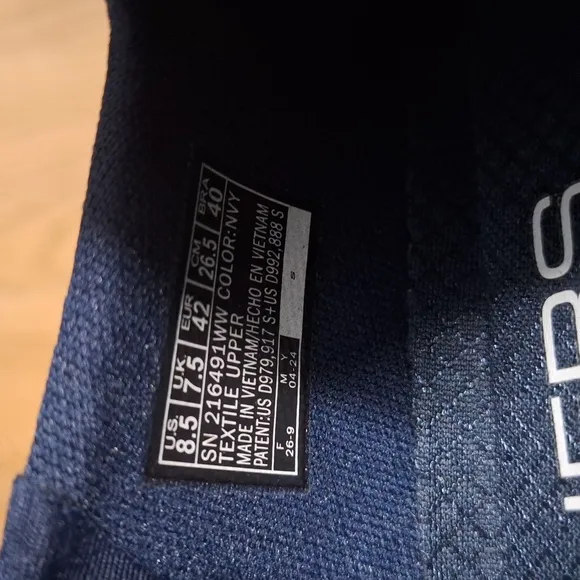 U.S. UK EUR CM BRA
8.5 7.5 42 26.5 40
SN 216491WW COLOR:NVY
TEXTILE UPPER
MADE IN VIETNAM/HECHO EN VIETNAM
PATENT:US D979,917 S+US D992,888 S
F M Y S
26-9 04-24